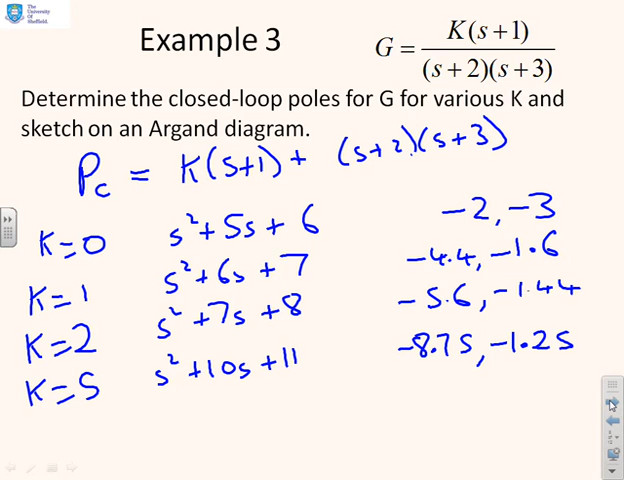 The
University
Of
Sheffield.
Example 3
G = K(s+1) / (s+2)(s+3)
Determine the closed-loop poles for G for various K and
sketch on an Argand diagram.
Pc = K(s+1) + (s+2)(s+3)
K=0 s²+5s+6 -2, -3
K=1 s²+6s+7 -4.4, -1.6
K=2 s²+7s+8 -5.6, -1.44
K=5 s²+10s+11 -8.75, -1.25